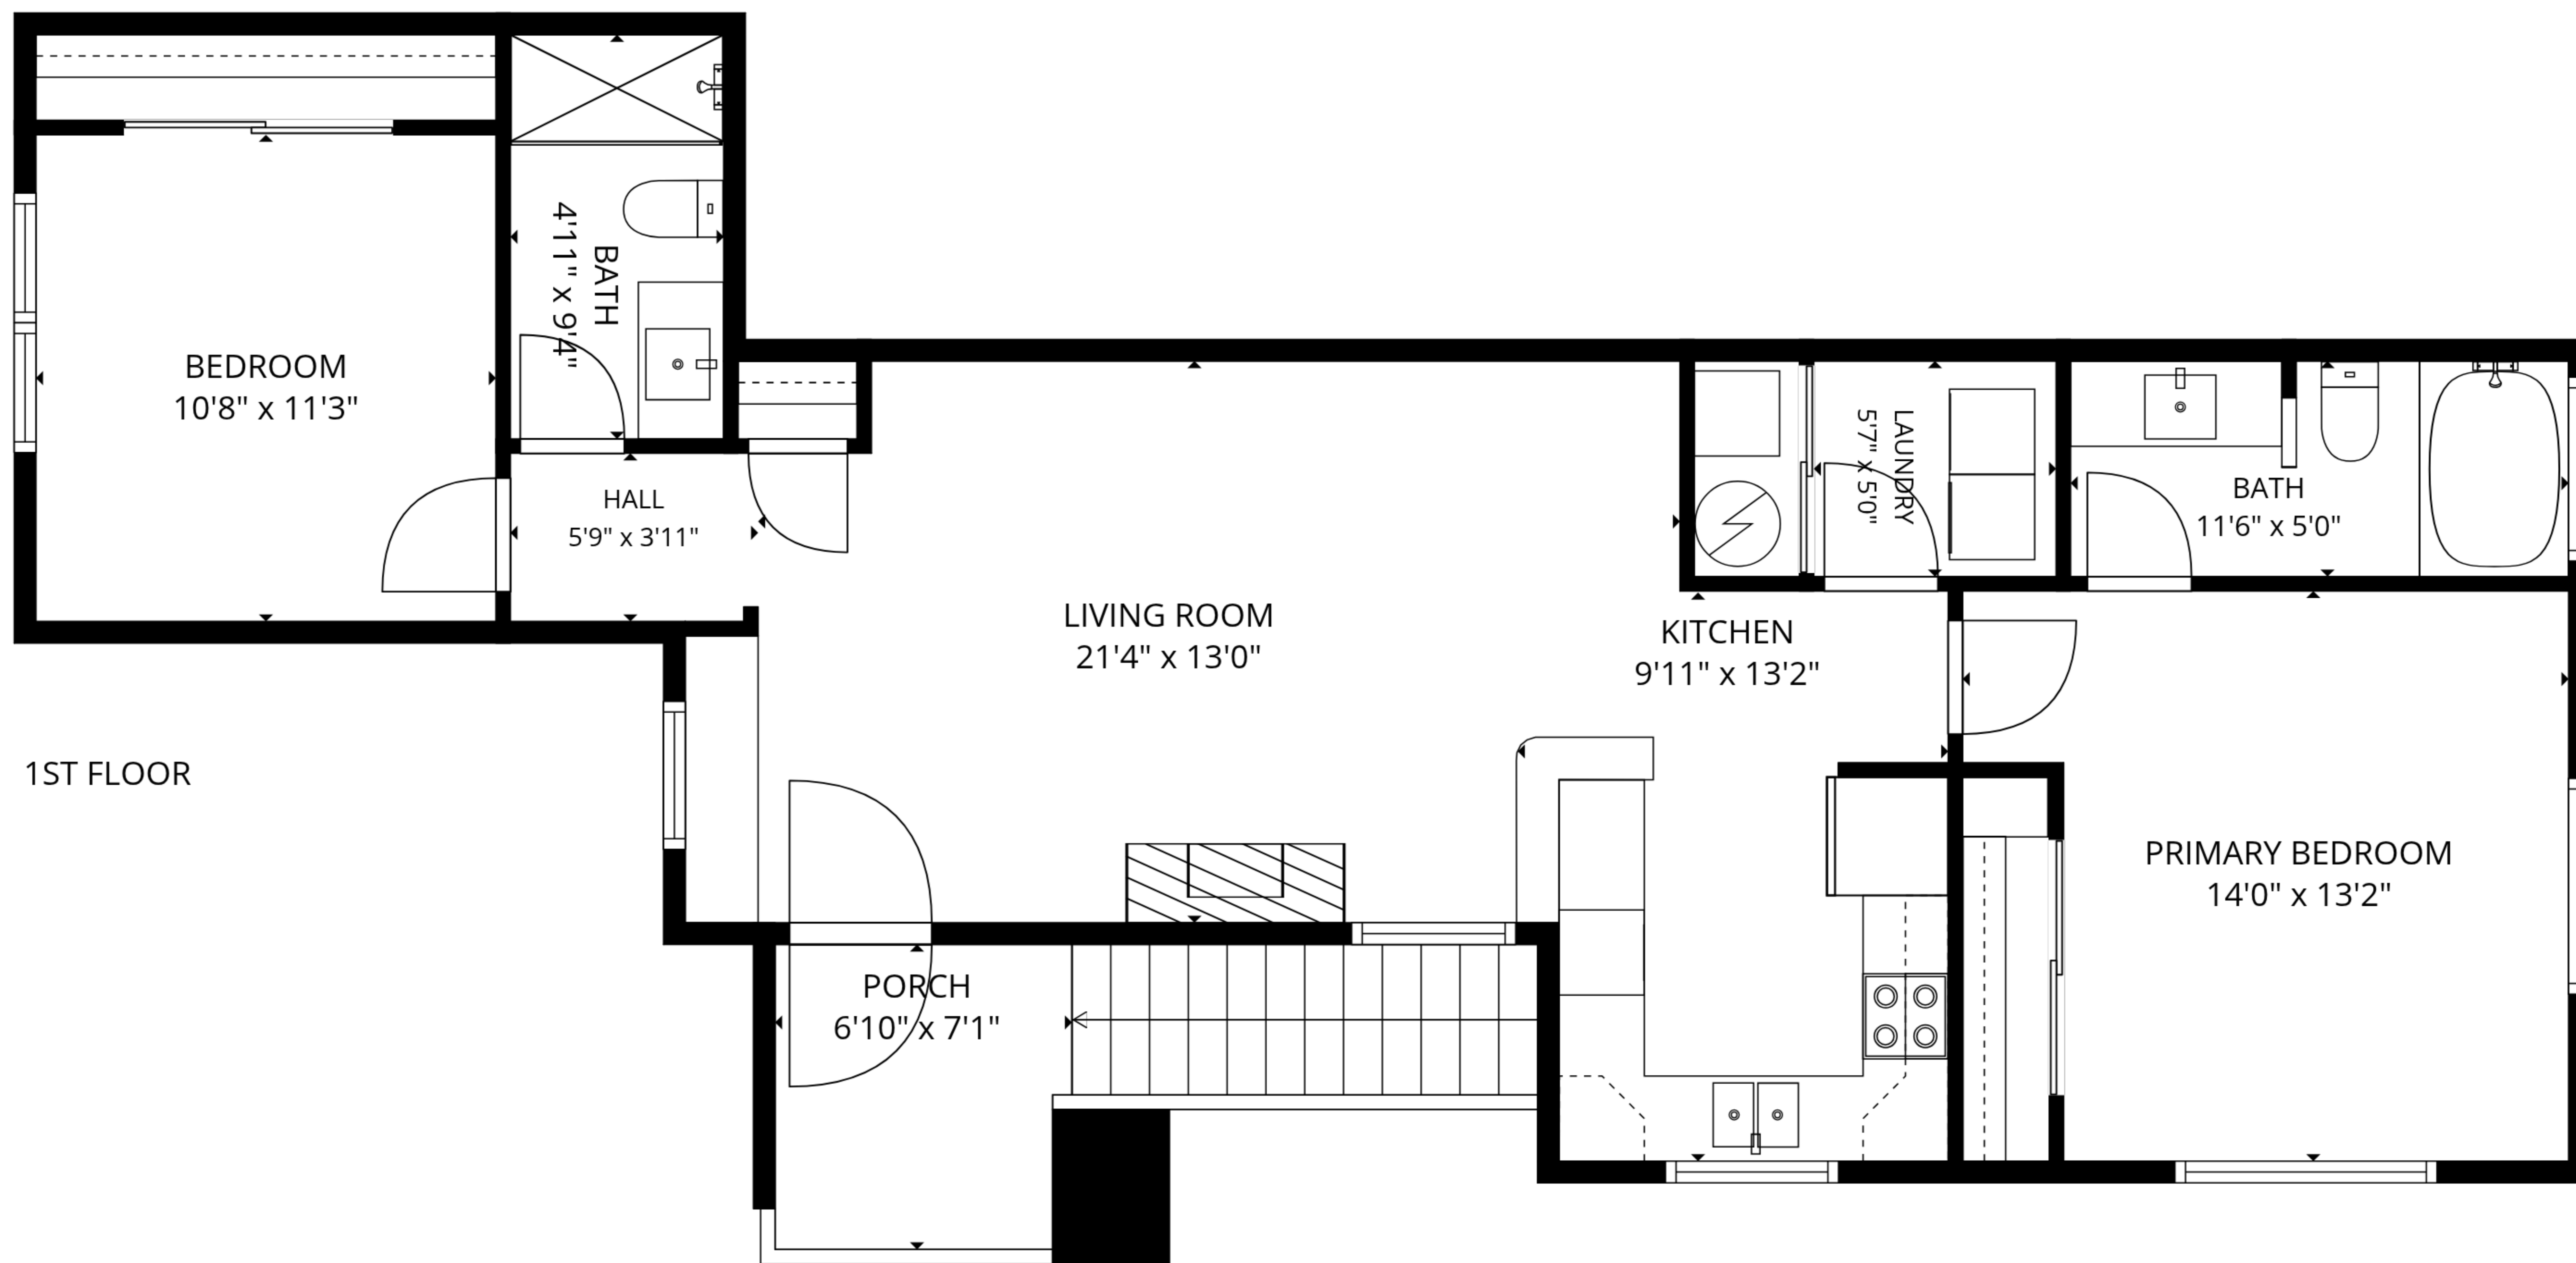 BEDROOM
10'8" x 11'3"
BATH
4'11" x 9'4"
HALL
5'9" x 3'11"
LIVING ROOM
21'4" x 13'0"
KITCHEN
9'11" x 13'2"
LAUNDRY
5'7" x 5'0"
BATH
11'6" x 5'0"
1ST FLOOR
PRIMARY BEDROOM
14'0" x 13'2"
PORCH
6'10" x 7'1"